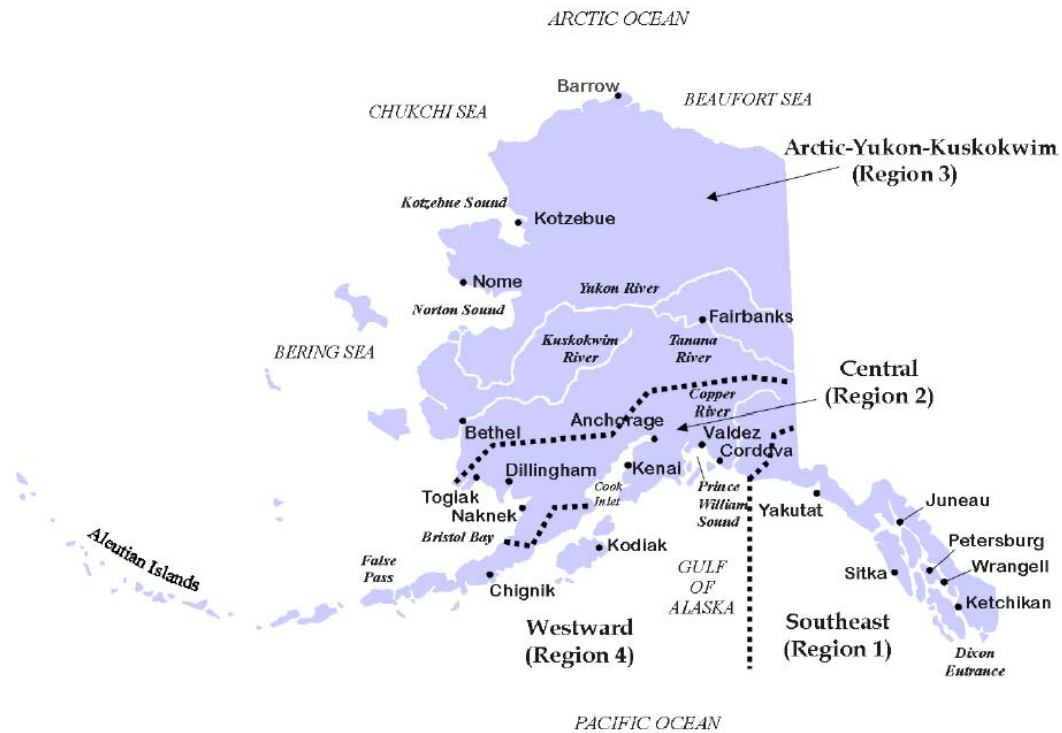 ARCTIC OCEAN
Barrow
CHUKCHI SEA
BEAUFORT SEA
Arctic-Yukon-Kuskokwim
(Region 3)
Kotzebue Sound
Kotzebue
Nome
Norton Sound
Yukon River
Fairbanks
Kuskokwim
River
Tanana
River
BERING SEA
Central
(Region 2)
Copper
River
Anchorage
Bethel
Valdez
Cordova
Dillingham
Kenai
Togiak
Cook
Inlet
Prince
William
Sound
Naknek
Bristol Bay
Yakutat
Juneau
Aleutian Islands
False
Pass
Kodiak
Chignik
GULF
OF
ALASKA
Petersburg
Wrangell
Sitka
Ketchikan
Westward
(Region 4)
Southeast
(Region 1)
Dixon
Entrance
PACIFIC OCEAN